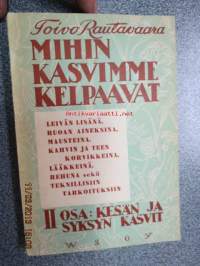 Toivo Rautavaara
MIHIN
KASVIMME
KELPAAVAT
LEIVÄN LISÄNÄ,
RUOAN AINEKSINA,
MAUSTEINA,
KAHVIN JA TEEN
KORVIKKEINA,
LÄÄKKEINÄ,
REHUNA sekä
TEKNILLISIIN
TARKOITUKSIIN
II OSA: KESÄN JA
SYKSYN KASVIT
WSOY